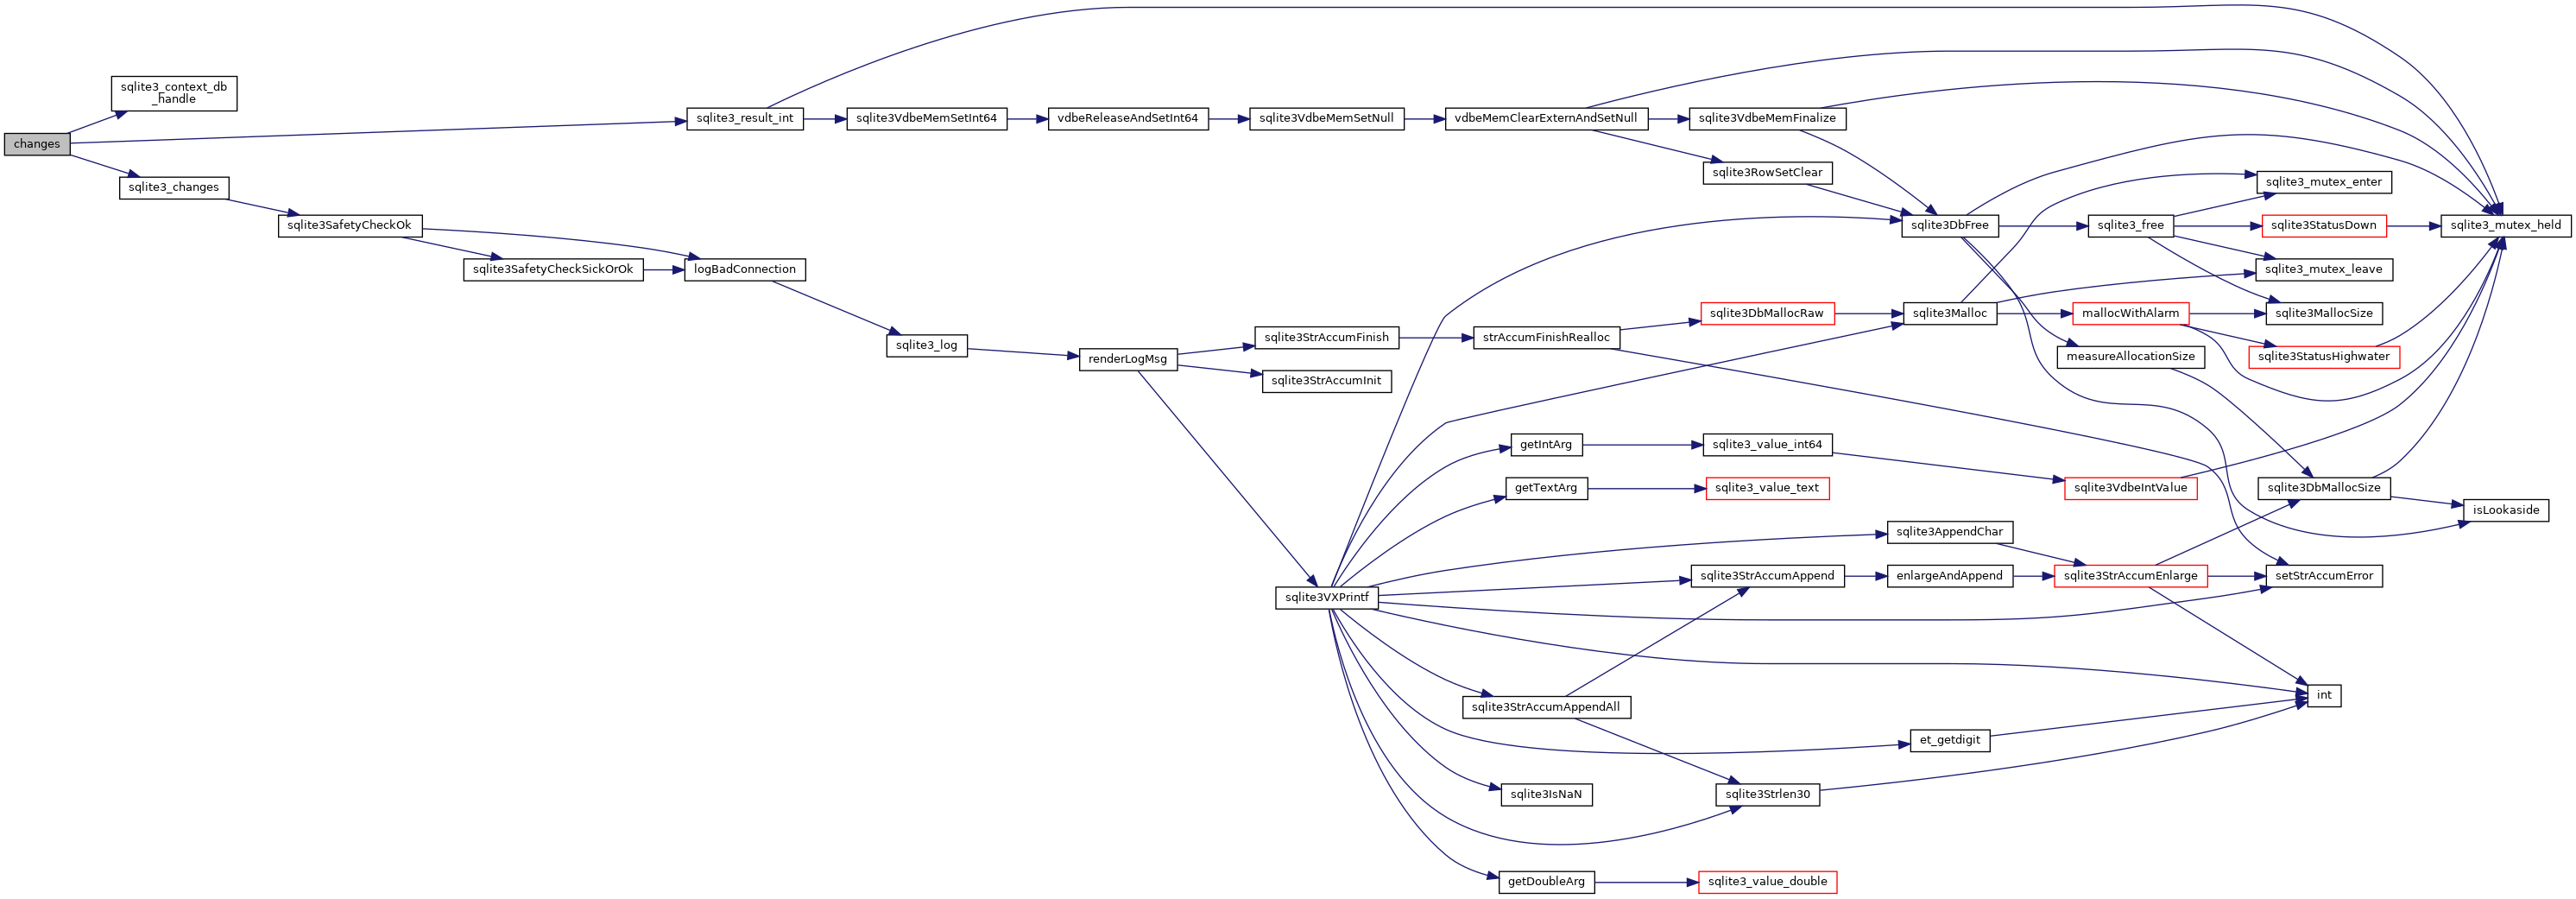 changes
sqlite3_context_db
_handle
sqlite3_result_int
sqlite3_changes
sqlite3SafetyCheckOk
sqlite3SafetyCheckSickOrOk
logBadConnection
sqlite3_log
renderLogMsg
sqlite3VdbeMemSetInt64
vdbeReleaseAndSetInt64
sqlite3VdbeMemSetNull
vdbeMemClearExternAndSetNull
sqlite3VdbeMemFinalize
sqlite3RowSetClear
sqlite3DbFree
sqlite3_free
sqlite3_mutex_enter
sqlite3StatusDown
sqlite3_mutex_held
sqlite3_mutex_leave
sqlite3MallocSize
sqlite3StrAccumFinish
sqlite3StrAccumInit
strAccumFinishRealloc
sqlite3DbMallocRaw
sqlite3Malloc
mallocWithAlarm
measureAllocationSize
sqlite3StatusHighwater
getIntArg
sqlite3_value_int64
getTextArg
sqlite3_value_text
sqlite3VdbeIntValue
sqlite3DbMallocSize
isLookaside
sqlite3AppendChar
sqlite3VXPrintf
sqlite3StrAccumAppend
enlargeAndAppend
sqlite3StrAccumEnlarge
setStrAccumError
sqlite3StrAccumAppendAll
int
et_getdigit
sqlite3IsNaN
sqlite3Strlen30
getDoubleArg
sqlite3_value_double